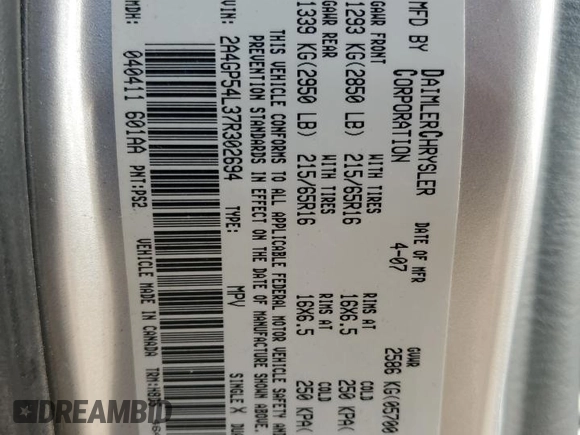 MFD BY DAIMLERCHRYSLER CORPORATION
DATE OF MFR 4-07
GVWR 2586 KG(05700
GAWR FRONT 1293 KG(2850 LB) WITH TIRES 215/65R16 RIMS AT 16X6.5 COLD 250 KPA(
GAWR REAR 1339 KG(2950 LB) WITH TIRES 215/65R16 RIMS AT 16X6.5 COLD 250 KPA(
THIS VEHICLE CONFORMS TO ALL APPLICABLE FEDERAL MOTOR VEHICLE SAFETY AND
PREVENTION STANDARDS IN EFFECT ON THE DATE OF MANUFACTURE SHOWN ABOVE.
VIN: 2A4GP54L37R302694 TYPE: MPV SINGLE X
040411 601AA PNT:PS2 VEHICLE MADE IN CANADA
DREAMBID